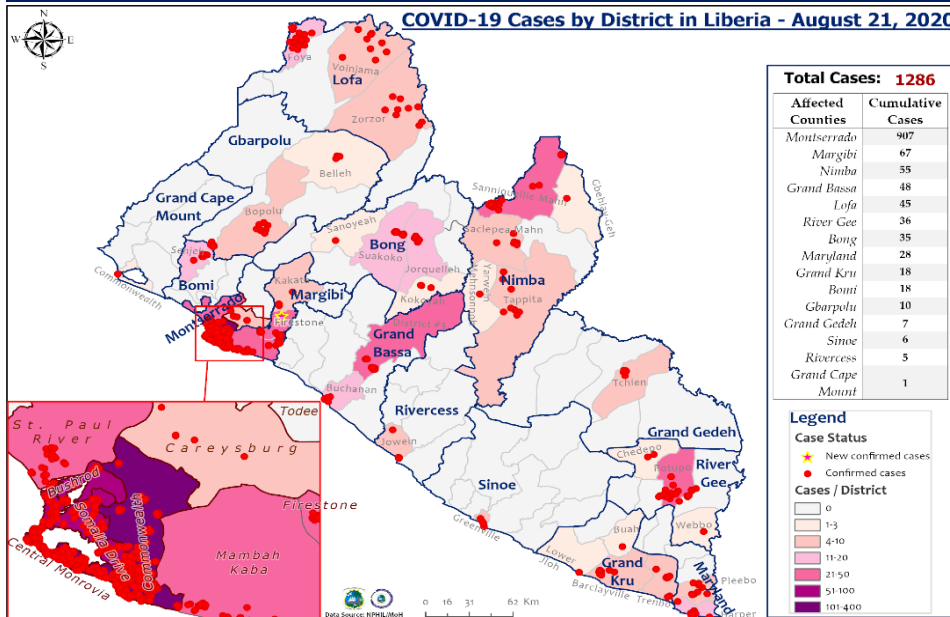 COVID-19 Cases by District in Liberia - August 21, 2020
N
W
E
S
Foya
Voinjama
Lofa
Zorzor
Gbarpolu
Belleh
Grand Cape
Mount
Bopolu
Senjeh
Bomi
Commonwealth
Sanoyeah
Bong
Suakoko
Jorquelleh
Kokoyah
Sanniquellie Mahn
Gbehlay-Geh
Saclepea Mahn
Nimba
Yarwein
Mehnsonnoh
Tappita
Kakata
Margibi
Firestone
Montserrado
District #3
Grand
Bassa
Buchanan
Rivercess
Jowein
Tchien
Grand Gedeh
Chedepo
Potupo
River
Gee
Webbo
Sinoe
Greenville
Buah
Lower
Jloh
Grand
Kru
Barclayville
Trenbo
Maryland
Pleebo
Harper
Todee
St. Paul
River
Careysburg
Bushrod
Somalia Drive
Commonwealth
Central Monrovia
Firestone
Mambah
Kaba
Data Source: NPHIL/MoH
0 16 31 62 Km
Total Cases: 1286
Affected Counties Cumulative Cases
Montserrado 907
Margibi 67
Nimba 55
Grand Bassa 48
Lofa 45
River Gee 36
Bong 35
Maryland 28
Grand Kru 18
Bomi 18
Gbarpolu 10
Grand Gedeh 7
Sinoe 6
Rivercess 5
Grand Cape Mount 1
Legend
Case Status
New confirmed cases
Confirmed cases
Cases / District
0
1-3
4-10
11-20
21-50
51-100
101-400